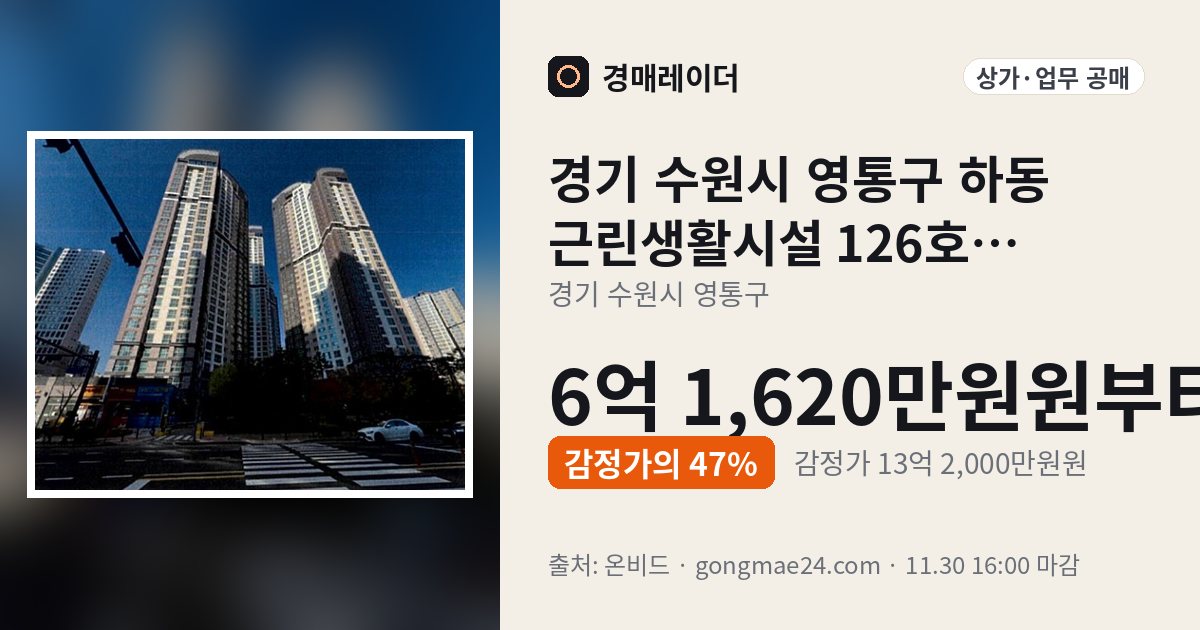 경매레이더
상가·업무 공매
경기 수원시 영통구 하동
근린생활시설 126호…
경기 수원시 영통구
6억 1,620만원원부터
감정가의 47%
감정가 13억 2,000만원원
출처: 온비드 · gongmae24.com · 11.30 16:00 마감